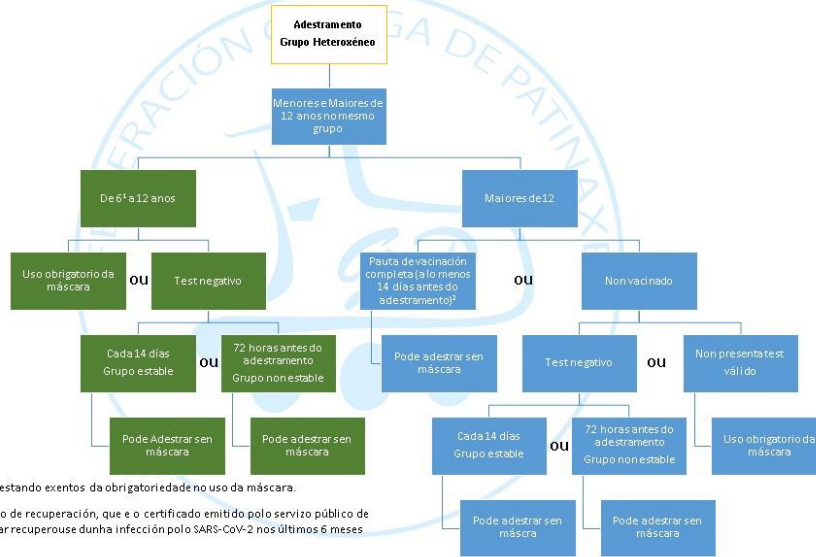 Adestramento
Grupo Heteroxéneo
Menores e Maiores de
12 anos no mesmo
grupo
De 6¹ a 12 anos
Maiores de 12
Uso obrigatorio da
máscara
ou
Test negativo
Pauta de vacinación
completa (a lo menos
14 días antes do
adestramento)²
ou
Non vacinado
Cada 14 días
Grupo estable
ou
72 horas antes do
adestramento
Grupo non estable
Pode adestrar sen
máscara
Test negativo
ou
Non presenta test
válido
Pode Adestrar sen
máscara
Pode adestrar sen
máscara
Cada 14 días
Grupo estable
ou
72 horas antes do
adestramento
Grupo non estable
Uso obrigatorio da
máscara
estando exentos da obrigatoriedade no uso da máscara.
o de recuperación, que e o certificado emitido polo servizo público de
ar recuperouse dunha infección polo SARS-CoV-2 nos últimos 6 meses
Pode adestrar sen
máscra
Pode adestrar sen
máscara